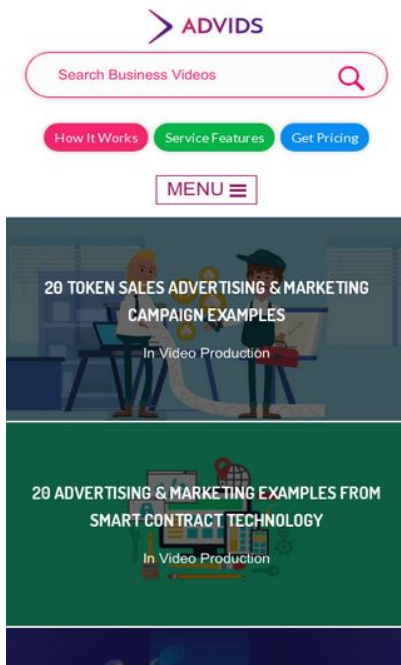 ADVIDS
Search Business Videos
How It Works Service Features Get Pricing
MENU
20 TOKEN SALES ADVERTISING & MARKETING
CAMPAIGN EXAMPLES
In Video Production
20 ADVERTISING & MARKETING EXAMPLES FROM
SMART CONTRACT TECHNOLOGY
In Video Production